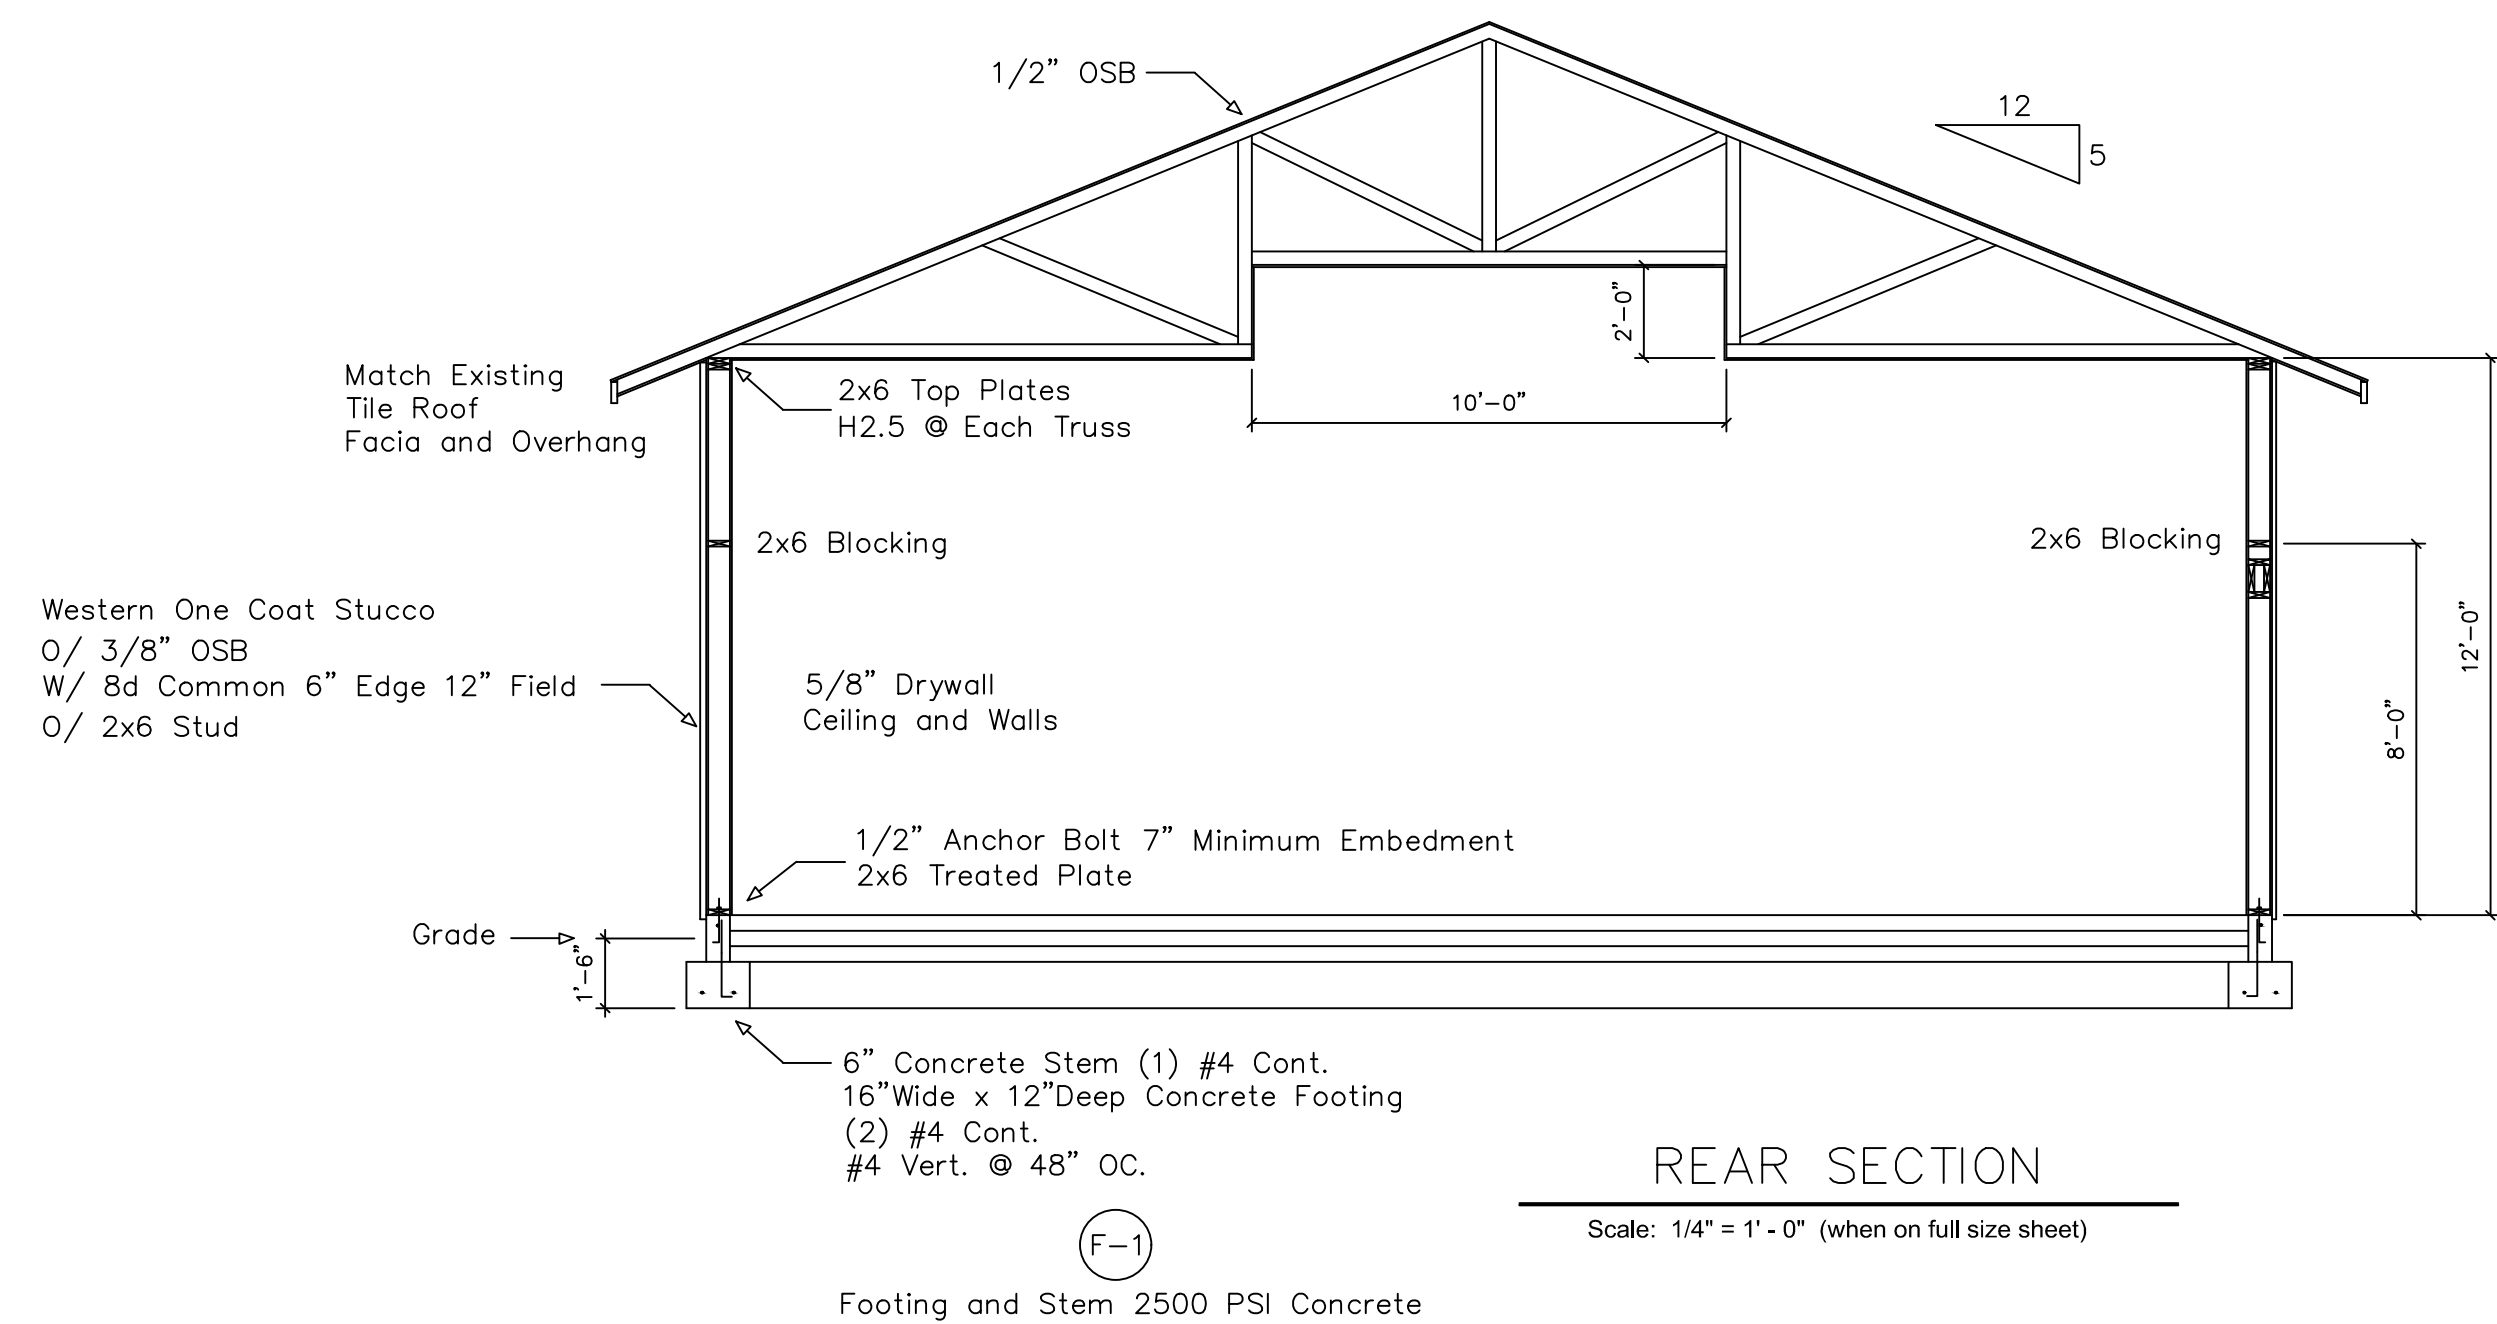 1/2” OSB
12
5
2'-0”
Match Existing
Tile Roof
Facia and Overhang
2x6 Top Plates
H2.5 @ Each Truss
10'-0”
2x6 Blocking
2x6 Blocking
Western One Coat Stucco
O/ 3/8” OSB
W/ 8d Common 6” Edge 12” Field
O/ 2x6 Stud
5/8” Drywall
Ceiling and Walls
12'-0”
8'-0”
1/2” Anchor Bolt 7” Minimum Embedment
2x6 Treated Plate
Grade
1'-6”
6” Concrete Stem (1) #4 Cont.
16”Wide x 12”Deep Concrete Footing
(2) #4 Cont.
#4 Vert. @ 48” OC.
F-1
Footing and Stem 2500 PSI Concrete
REAR SECTION
Scale: 1/4" = 1' - 0" (when on full size sheet)